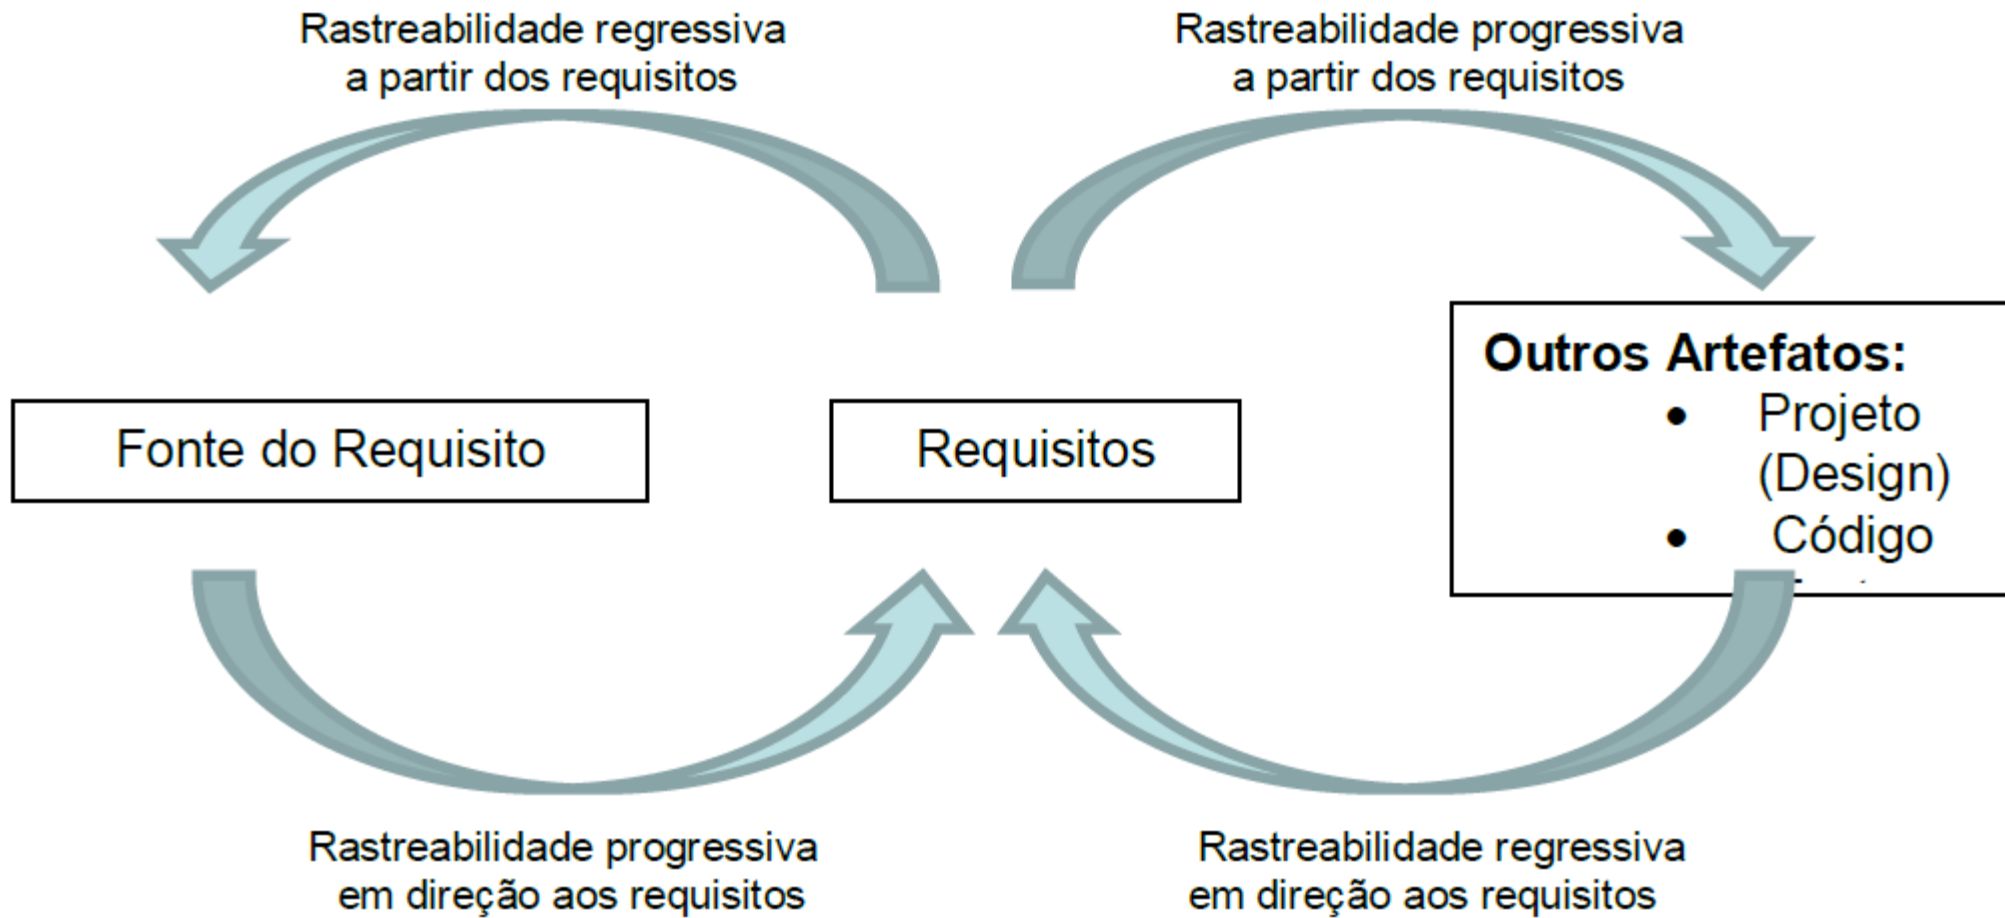 Rastreabilidade regressiva
a partir dos requisitos
Rastreabilidade progressiva
a partir dos requisitos
Fonte do Requisito
Requisitos
Outros Artefatos:
• Projeto
(Design)
• Código
Rastreabilidade progressiva
em direção aos requisitos
Rastreabilidade regressiva
em direção aos requisitos